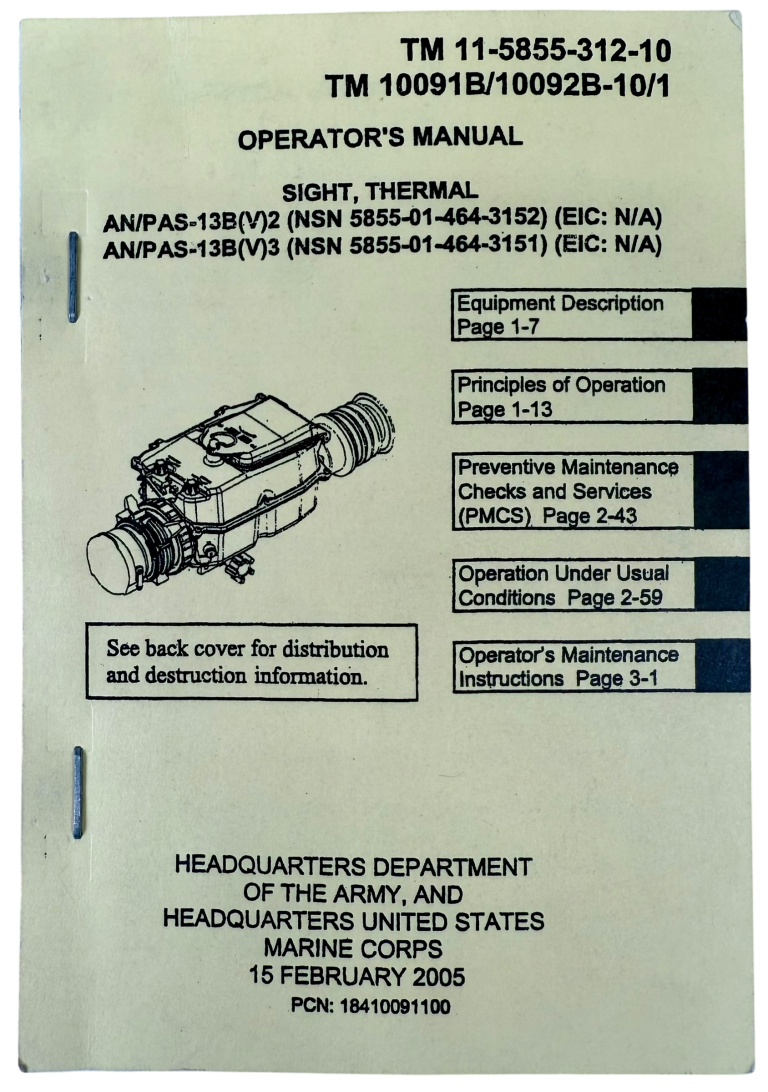 TM 11-5855-312-10
TM 10091B/10092B-10/1
OPERATOR'S MANUAL
SIGHT, THERMAL
AN/PAS-13B(V)2 (NSN 5855-01-464-3152) (EIC: N/A)
AN/PAS-13B(V)3 (NSN 5855-01-464-3151) (EIC: N/A)
Equipment Description
Page 1-7
Principles of Operation
Page 1-13
Preventive Maintenance
Checks and Services
(PMCS) Page 2-43
Operation Under Usual
Conditions Page 2-59
Operator's Maintenance
Instructions Page 3-1
See back cover for distribution
and destruction information.
HEADQUARTERS DEPARTMENT
OF THE ARMY, AND
HEADQUARTERS UNITED STATES
MARINE CORPS
15 FEBRUARY 2005
PCN: 18410091100